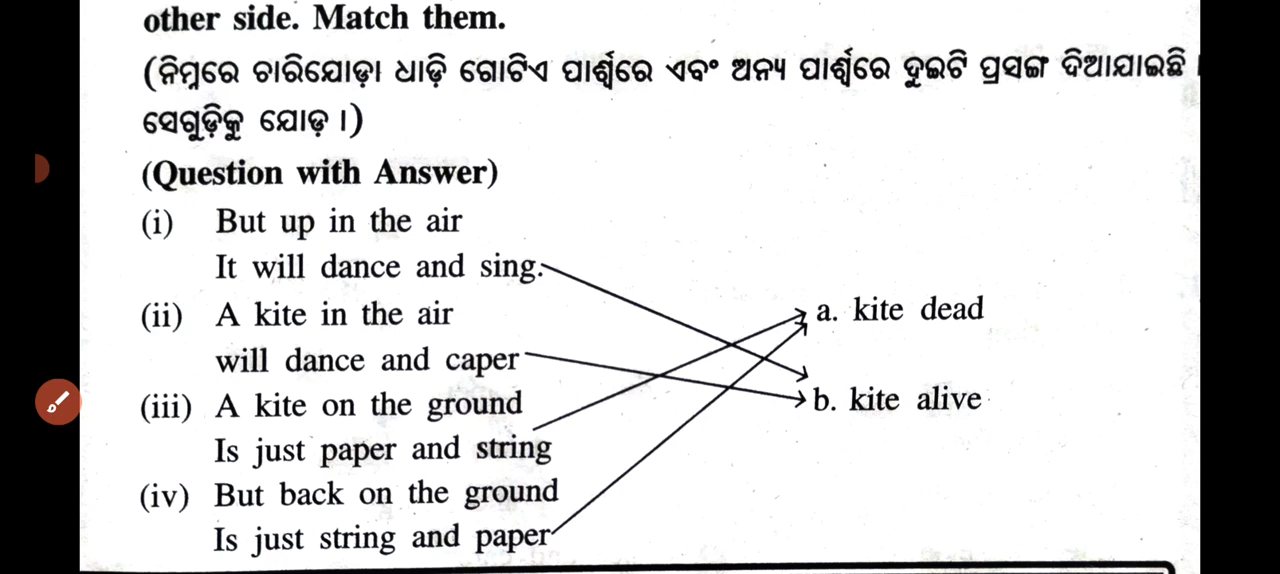 other side. Match them.
(ନିମ୍ନରେ ଚାରିଯୋଡ଼ା ଧାଡ଼ି ଗୋଟିଏ ପାର୍ଶ୍ୱରେ ଏବଂ ଅନ୍ୟ ପାର୍ଶ୍ୱରେ ଦୁଇଟି ପ୍ରସଙ୍ଗ ଦିଆଯାଇଛି ।
ସେଗୁଡ଼ିକୁ ଯୋଡ଼ ।)
(Question with Answer)
(i) But up in the air
It will dance and sing.
(ii) A kite in the air
will dance and caper
(iii) A kite on the ground
Is just paper and string
(iv) But back on the ground
Is just string and paper
a. kite dead
b. kite alive